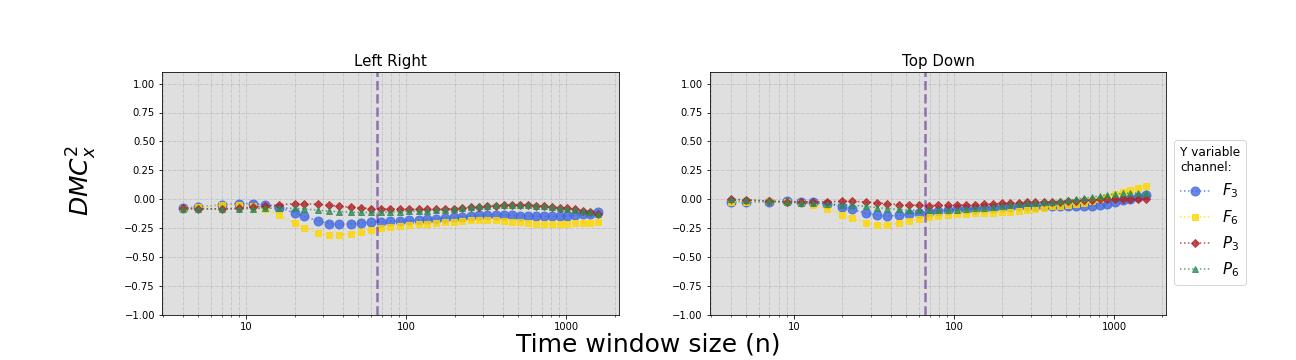 Left Right
Top Down
DMC²ₓ
1.00
0.75
0.50
0.25
0.00
−0.25
−0.50
−0.75
−1.00
10
100
1000
1.00
0.75
0.50
0.25
0.00
−0.25
−0.50
−0.75
−1.00
10
100
1000
Y variable
channel:
F₃
F₆
P₃
P₆
Time window size (n)